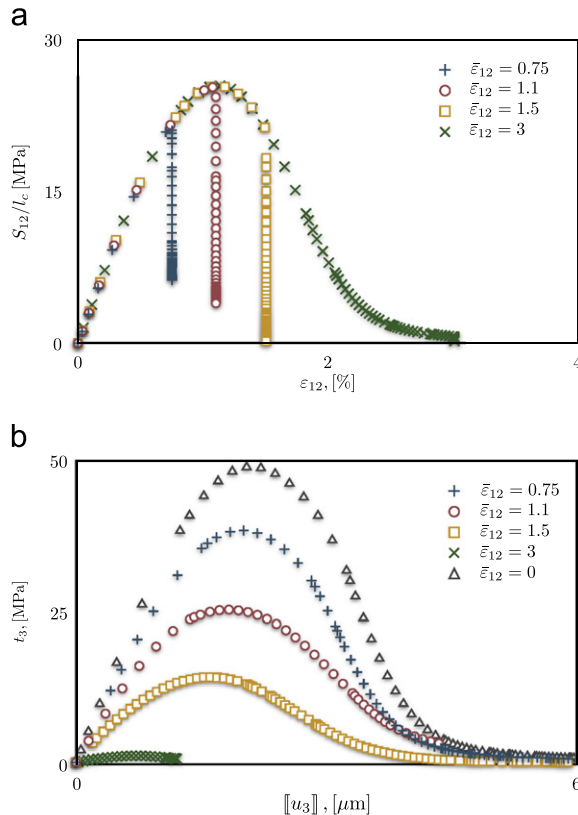 a
30
15
0
S₁₂/l_c [MPa]
ε̄₁₂ = 0.75
ε̄₁₂ = 1.1
ε̄₁₂ = 1.5
ε̄₁₂ = 3
0 2 4
ε₁₂, [%]
b
50
25
0
t₃, [MPa]
ε̄₁₂ = 0.75
ε̄₁₂ = 1.1
ε̄₁₂ = 1.5
ε̄₁₂ = 3
ε̄₁₂ = 0
0 6
⟦u₃⟧, [μm]